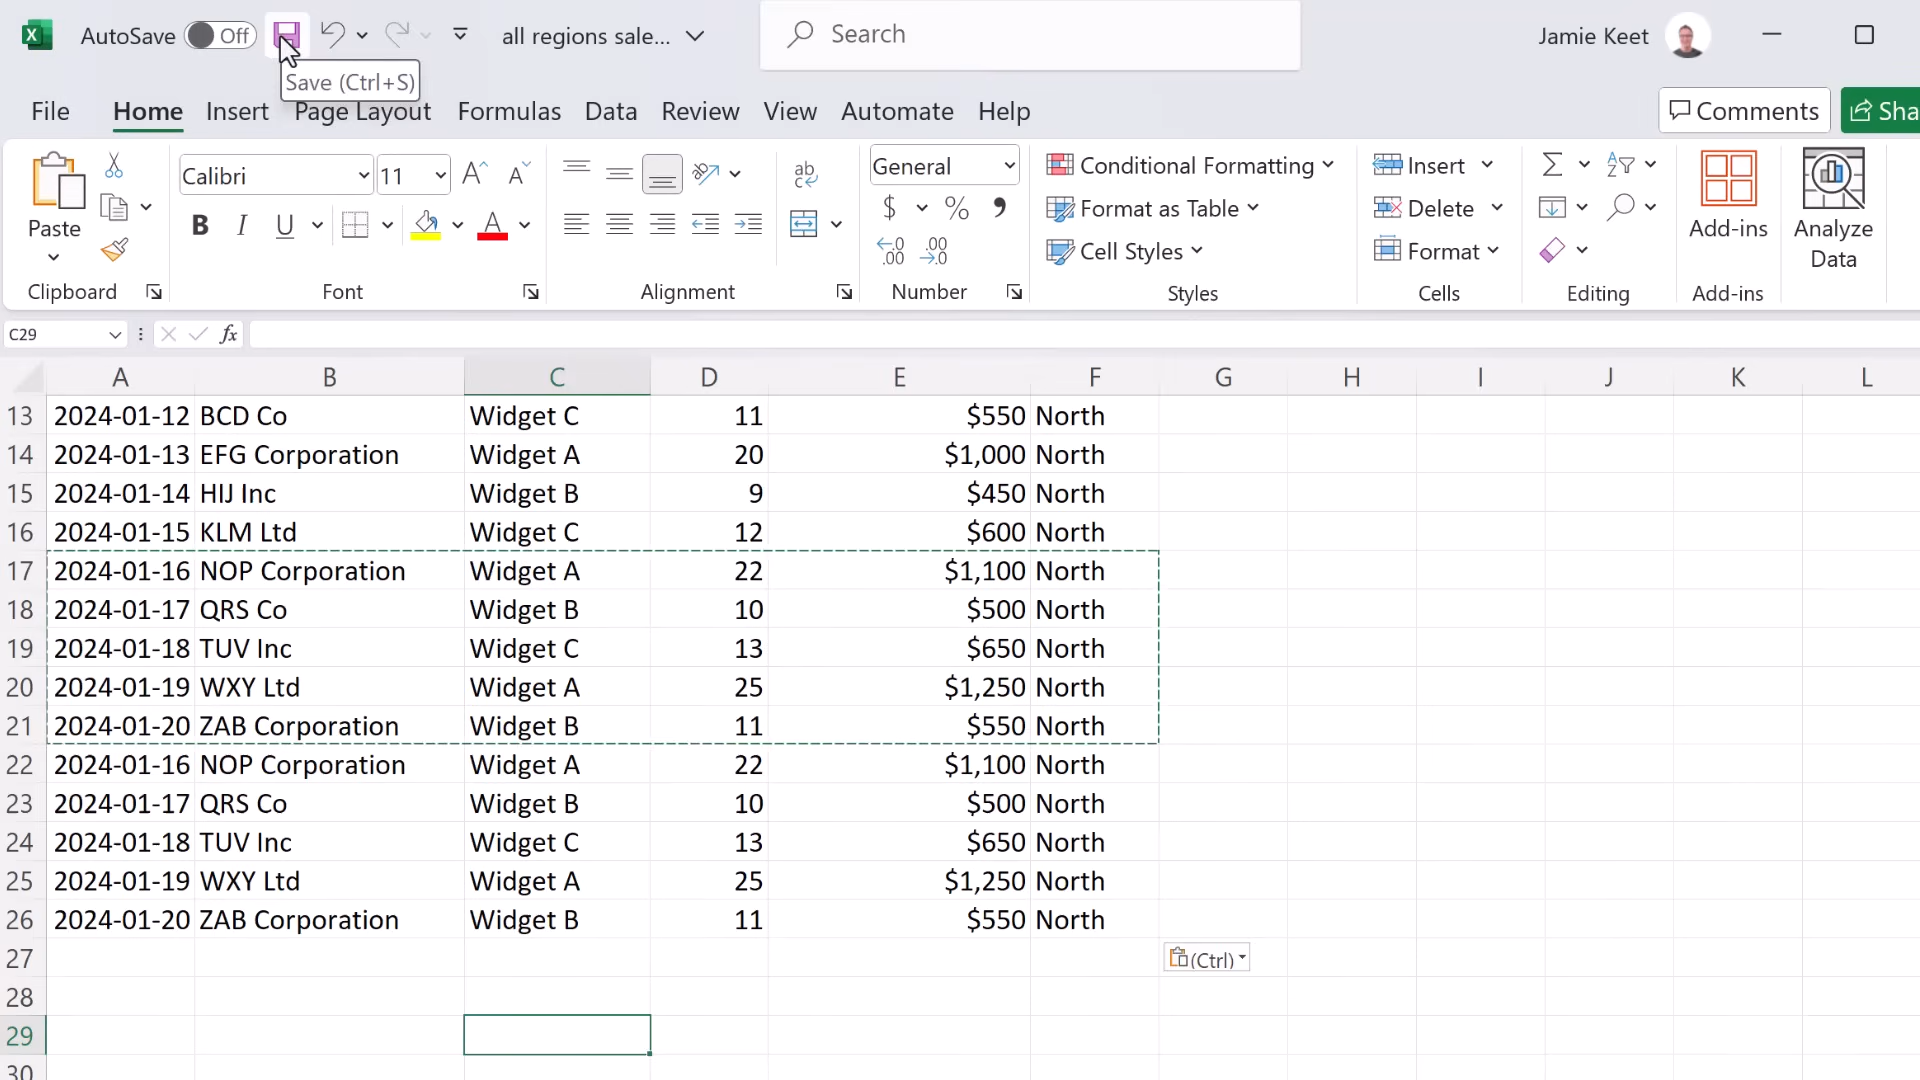 AutoSave Off all regions sale... Search Jamie Keet
Save (Ctrl+S)
File Home Insert Page Layout Formulas Data Review View Automate Help Comments Sha
Paste Calibri 11 General Conditional Formatting Insert
B I U $ % Format as Table Delete Add-ins Analyze Data
Cell Styles Format
Clipboard Font Alignment Number Styles Cells Editing Add-ins
C29 fx
A B C D E F G H I J K L
13 2024-01-12 BCD Co Widget C 11 $550 North
14 2024-01-13 EFG Corporation Widget A 20 $1,000 North
15 2024-01-14 HIJ Inc Widget B 9 $450 North
16 2024-01-15 KLM Ltd Widget C 12 $600 North
17 2024-01-16 NOP Corporation Widget A 22 $1,100 North
18 2024-01-17 QRS Co Widget B 10 $500 North
19 2024-01-18 TUV Inc Widget C 13 $650 North
20 2024-01-19 WXY Ltd Widget A 25 $1,250 North
21 2024-01-20 ZAB Corporation Widget B 11 $550 North
22 2024-01-16 NOP Corporation Widget A 22 $1,100 North
23 2024-01-17 QRS Co Widget B 10 $500 North
24 2024-01-18 TUV Inc Widget C 13 $650 North
25 2024-01-19 WXY Ltd Widget A 25 $1,250 North
26 2024-01-20 ZAB Corporation Widget B 11 $550 North
27 (Ctrl)
28
29
30